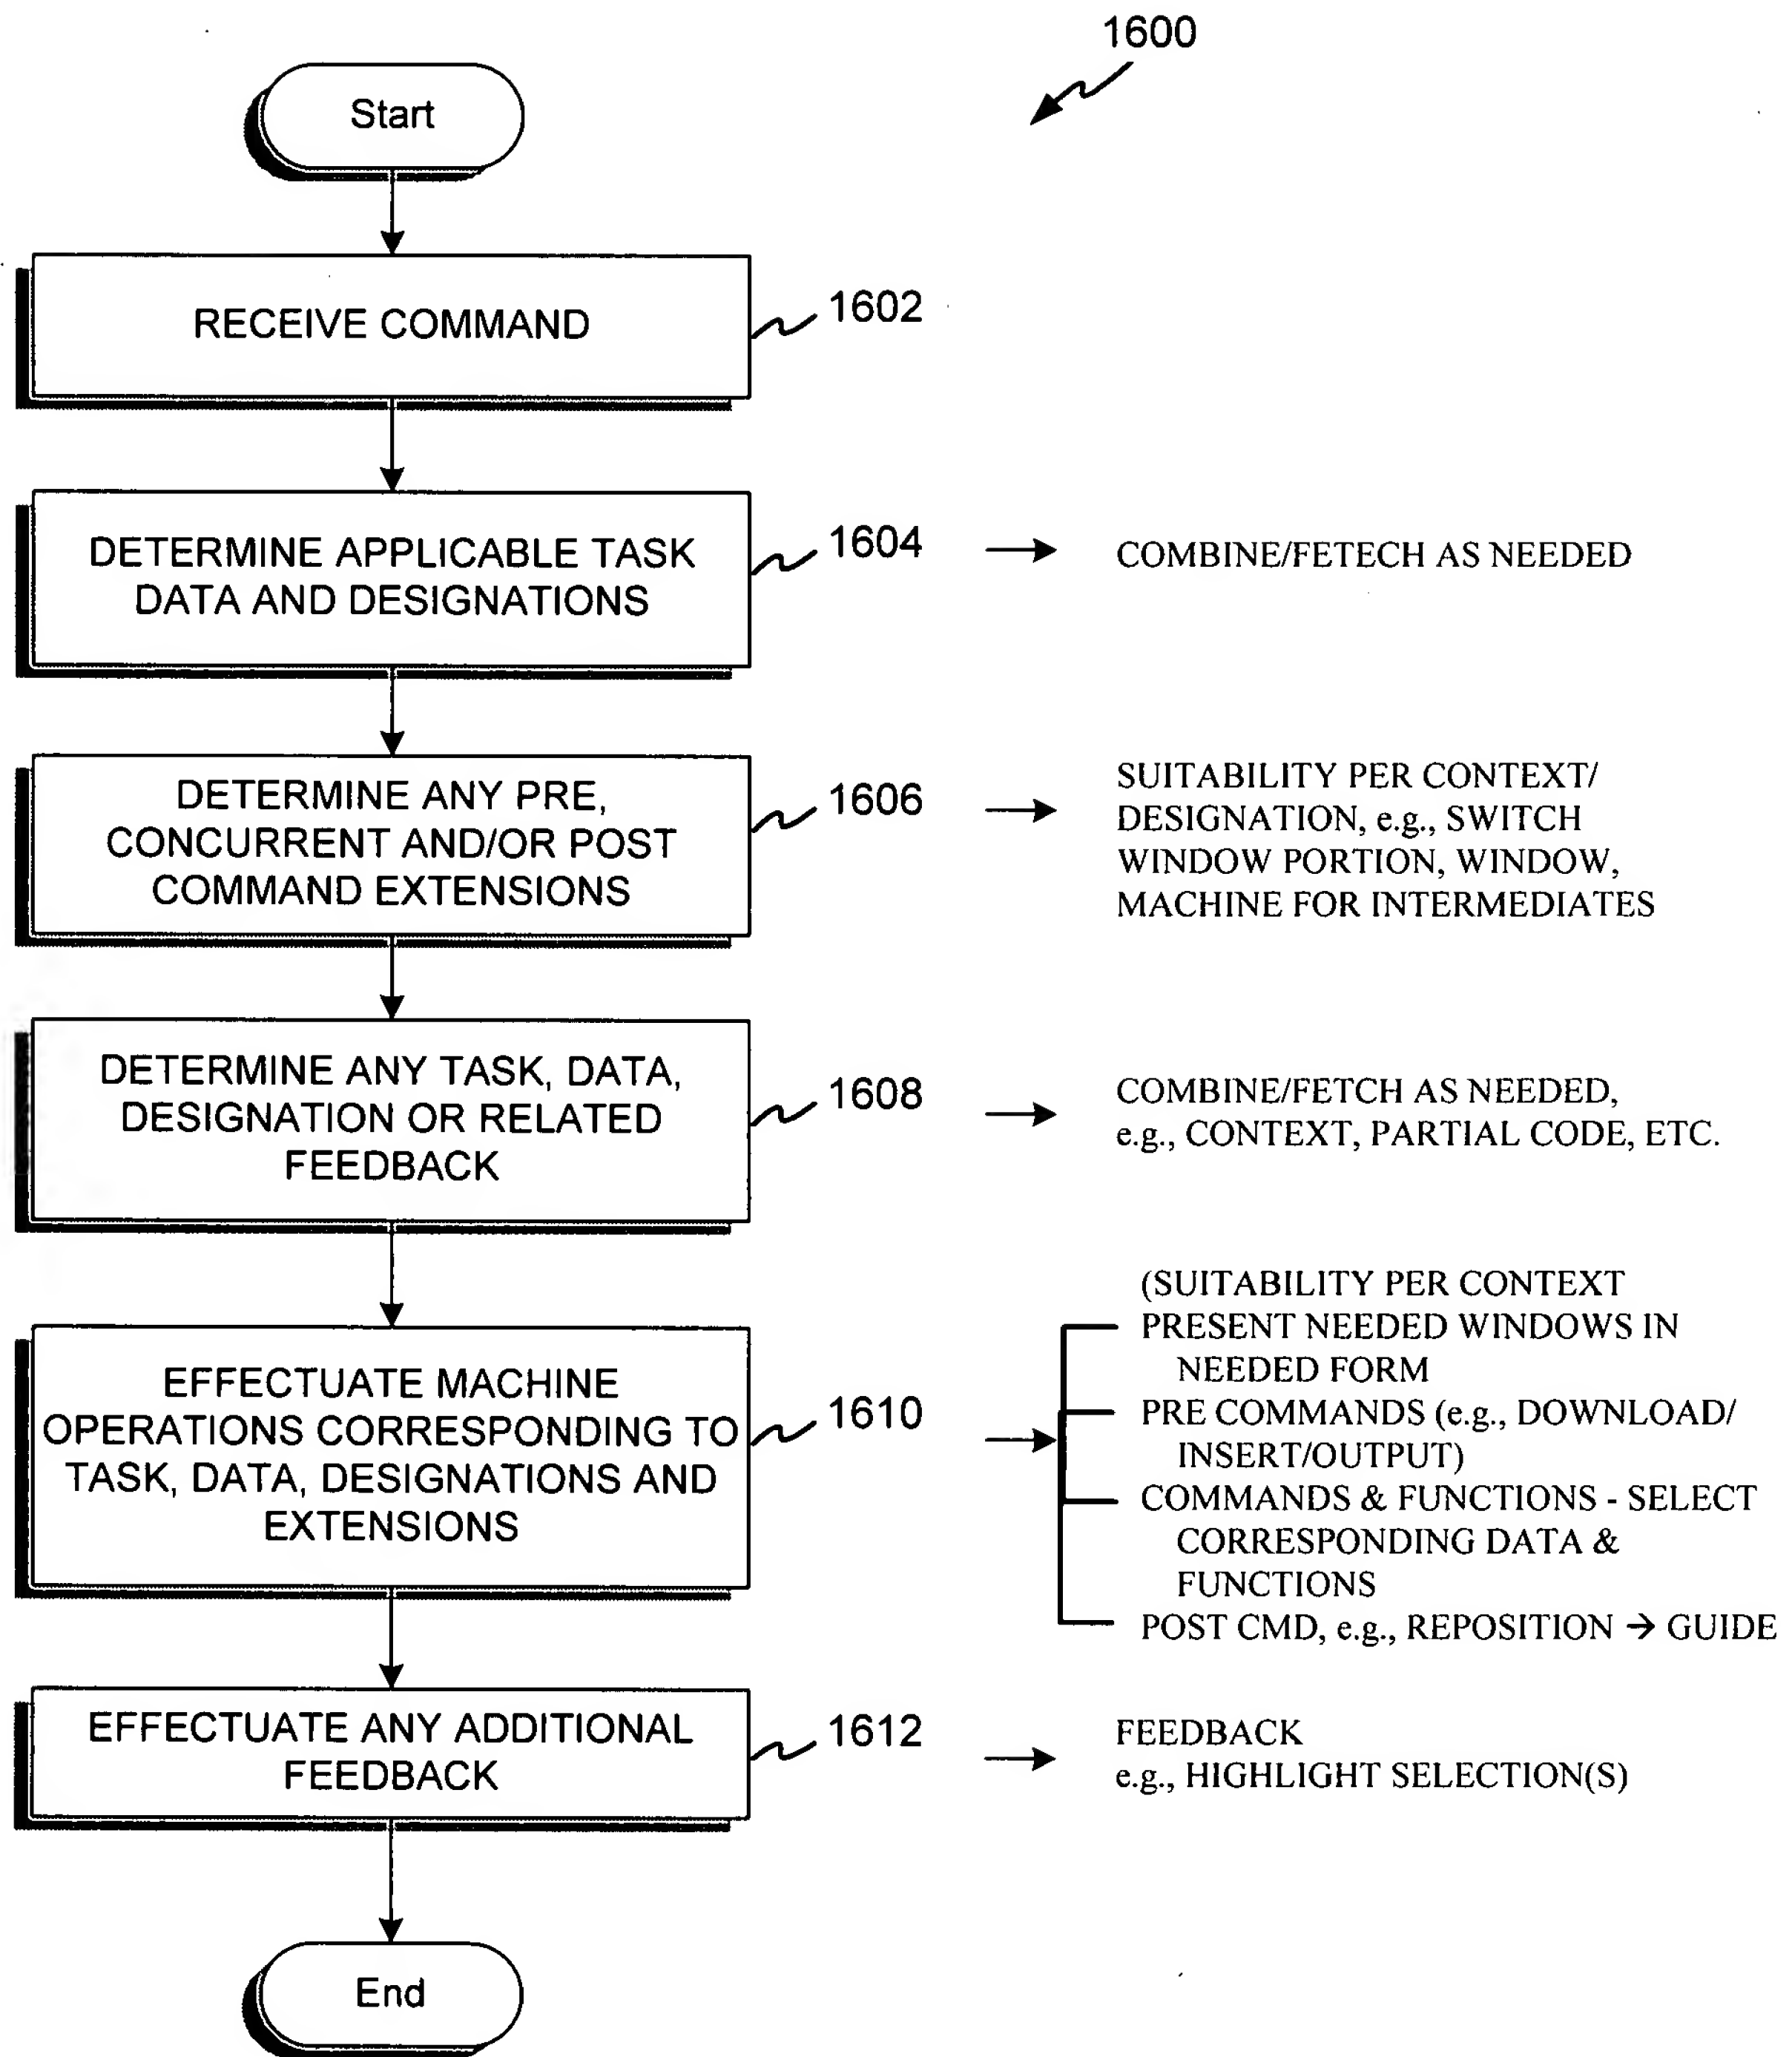 1600
Start
RECEIVE COMMAND
1602
DETERMINE APPLICABLE TASK
DATA AND DESIGNATIONS
1604
COMBINE/FETECH AS NEEDED
DETERMINE ANY PRE,
CONCURRENT AND/OR POST
COMMAND EXTENSIONS
1606
SUITABILITY PER CONTEXT/
DESIGNATION, e.g., SWITCH
WINDOW PORTION, WINDOW,
MACHINE FOR INTERMEDIATES
DETERMINE ANY TASK, DATA,
DESIGNATION OR RELATED
FEEDBACK
1608
COMBINE/FETCH AS NEEDED,
e.g., CONTEXT, PARTIAL CODE, ETC.
EFFECTUATE MACHINE
OPERATIONS CORRESPONDING TO
TASK, DATA, DESIGNATIONS AND
EXTENSIONS
1610
(SUITABILITY PER CONTEXT
PRESENT NEEDED WINDOWS IN
NEEDED FORM
PRE COMMANDS (e.g., DOWNLOAD/
INSERT/OUTPUT)
COMMANDS & FUNCTIONS - SELECT
CORRESPONDING DATA &
FUNCTIONS
POST CMD, e.g., REPOSITION → GUIDE
EFFECTUATE ANY ADDITIONAL
FEEDBACK
1612
FEEDBACK
e.g., HIGHLIGHT SELECTION(S)
End